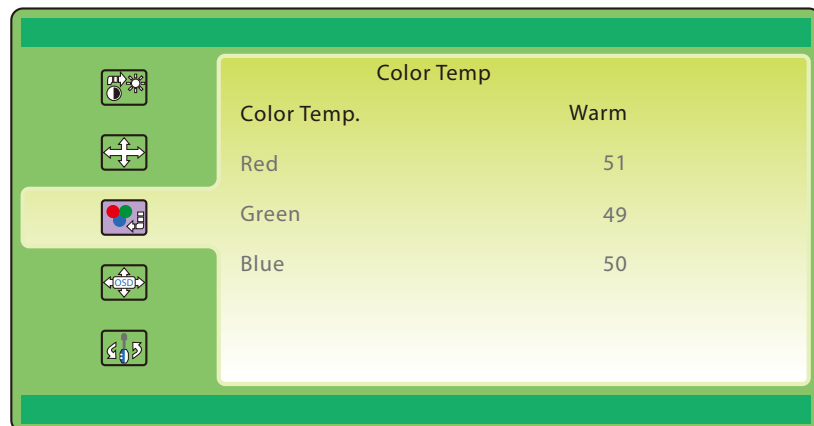 Color Temp
Color Temp. Warm
Red 51
Green 49
Blue 50
OSD